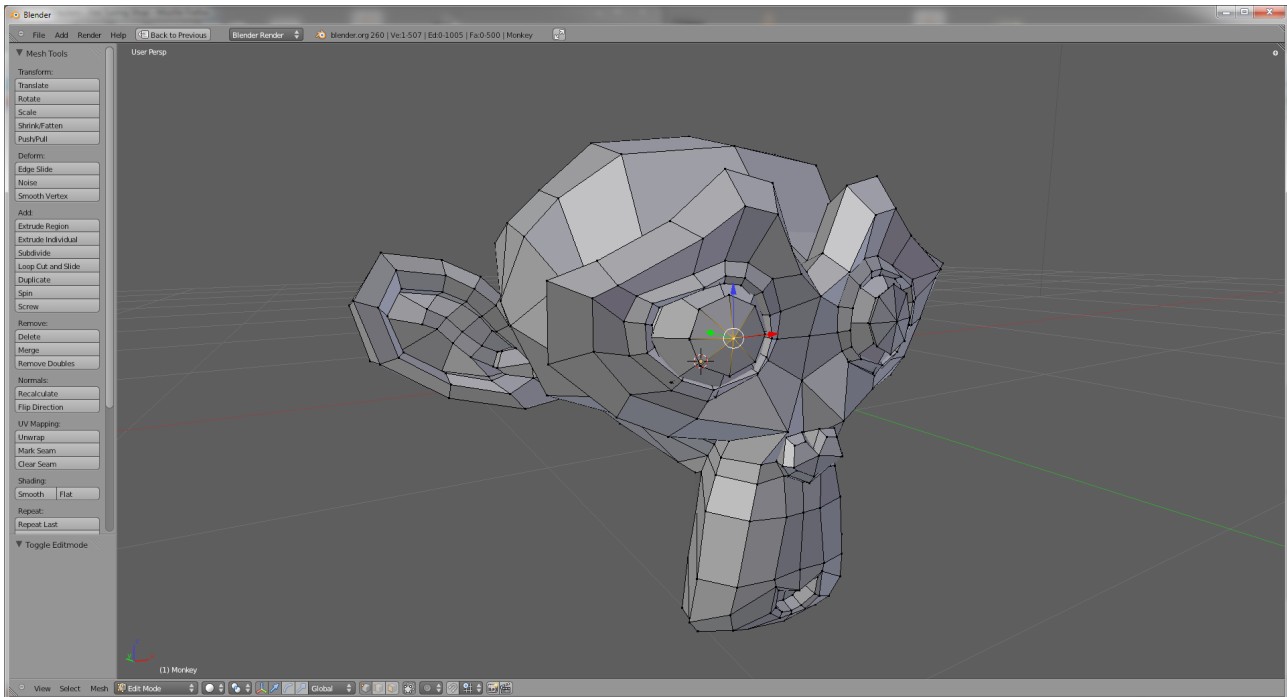 Blender
File Add Render Help Back to Previous Blender Render blender.org 260 | Ve:1-507 | Ed:0-1005 | Fa:0-500 | Monkey
Mesh Tools
User Persp
Transform:
Translate
Rotate
Scale
Shrink/Fatten
Push/Pull
Deform:
Edge Slide
Noise
Smooth Vertex
Add:
Extrude Region
Extrude Individual
Subdivide
Loop Cut and Slide
Duplicate
Spin
Screw
Remove:
Delete
Merge
Remove Doubles
Normals:
Recalculate
Flip Direction
UV Mapping:
Unwrap
Mark Seam
Clear Seam
Shading:
Smooth Flat
Repeat:
Repeat Last
Toggle Editmode
(1) Monkey
View Select Mesh Edit Mode Global